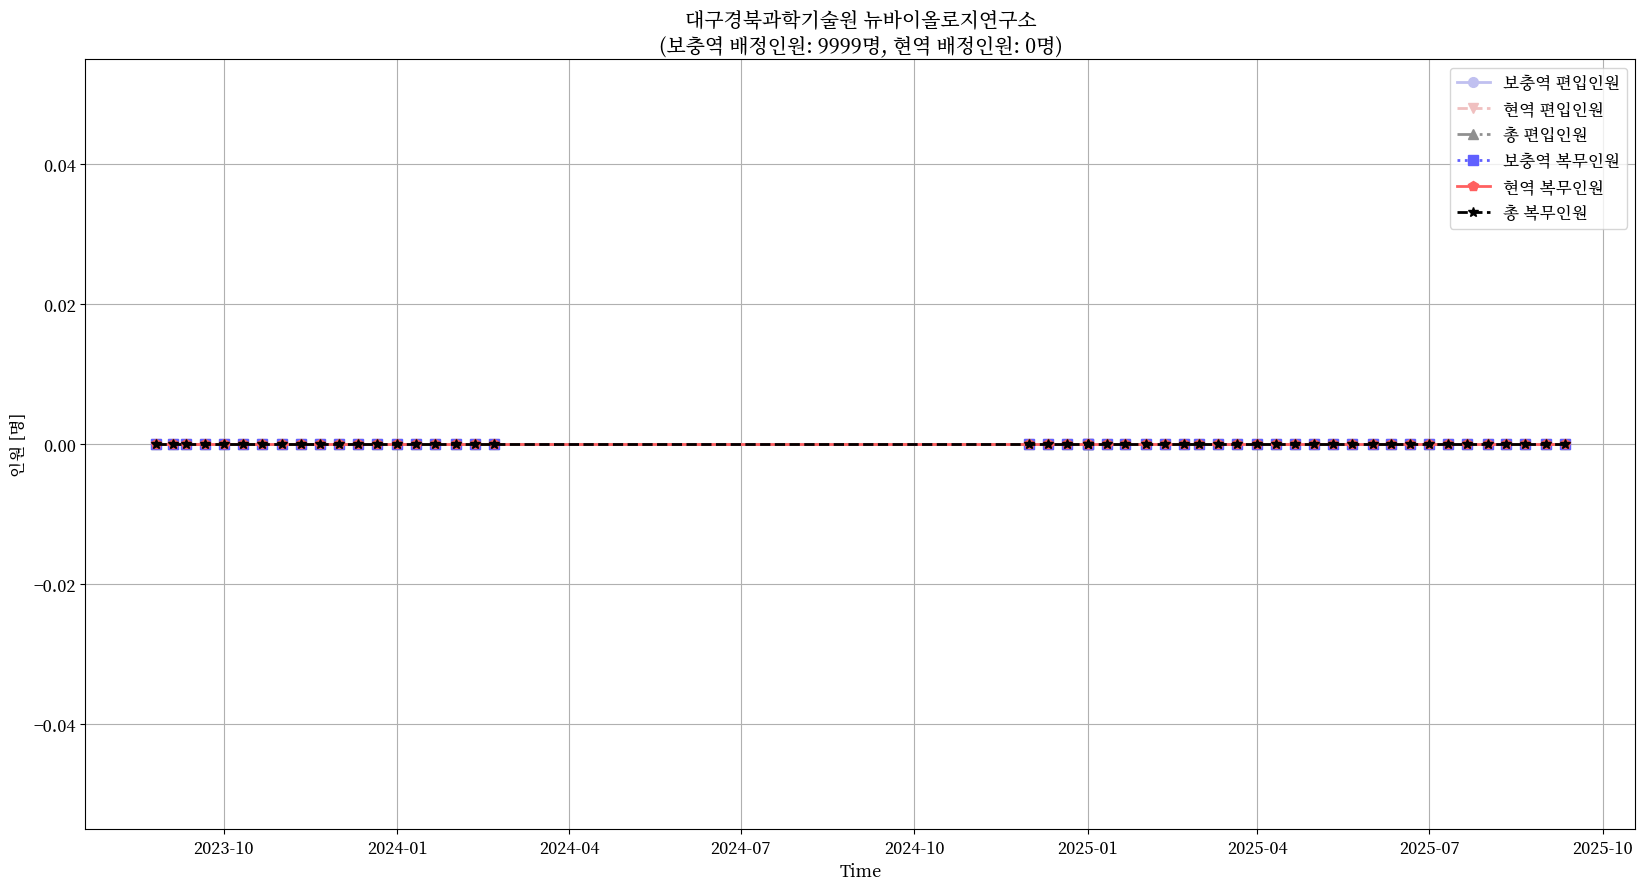 대구경북과학기술원 뉴바이올로지연구소
(보충역 배정인원: 9999명, 현역 배정인원: 0명)
보충역 편입인원
현역 편입인원
총 편입인원
보충역 복무인원
현역 복무인원
총 복무인원
인원 [명]
0.04
0.02
0.00
−0.02
−0.04
2023-10
2024-01
2024-04
2024-07
2024-10
2025-01
2025-04
2025-07
2025-10
Time